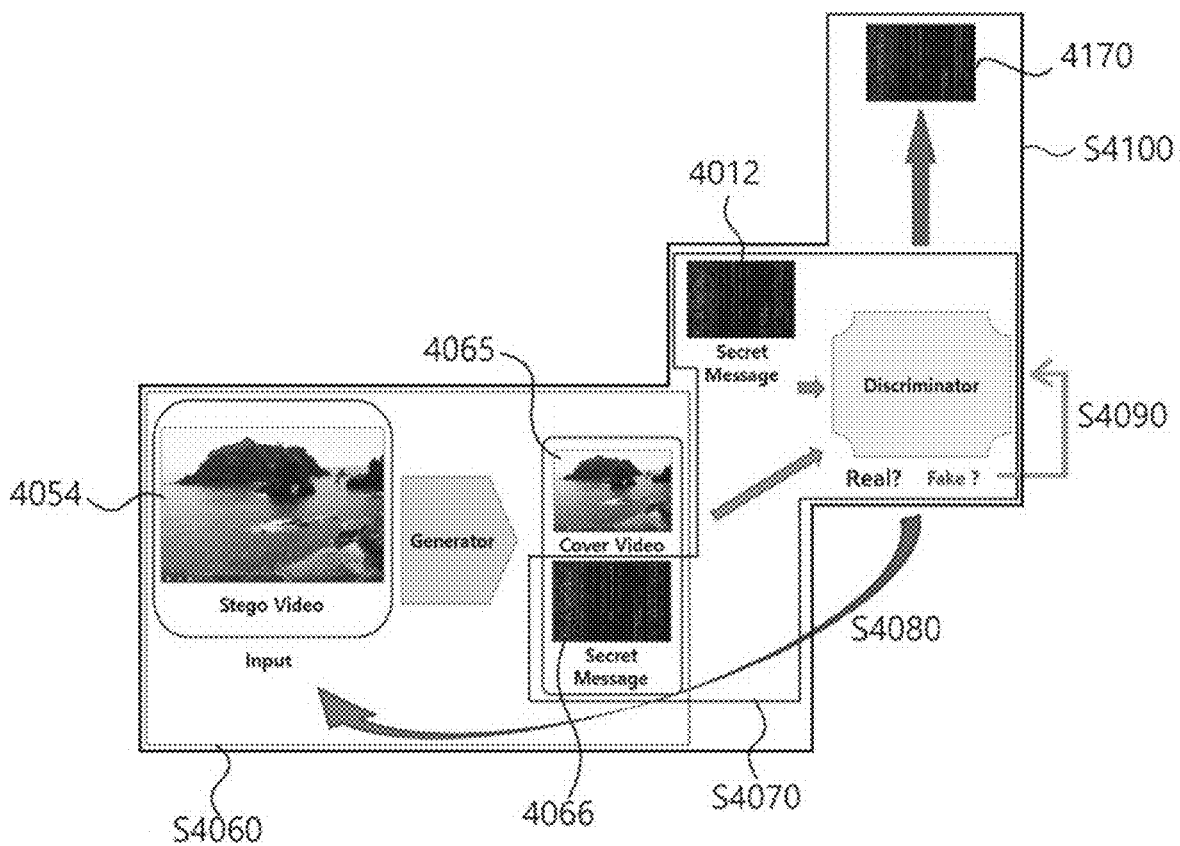 4170
S4100
4012
Secret
Message
4065
Discriminator
S4090
Real? Fake ?
4054
Generator
Cover Video
Stego Video
S4080
Input
Secret
Message
S4070
4066
S4060